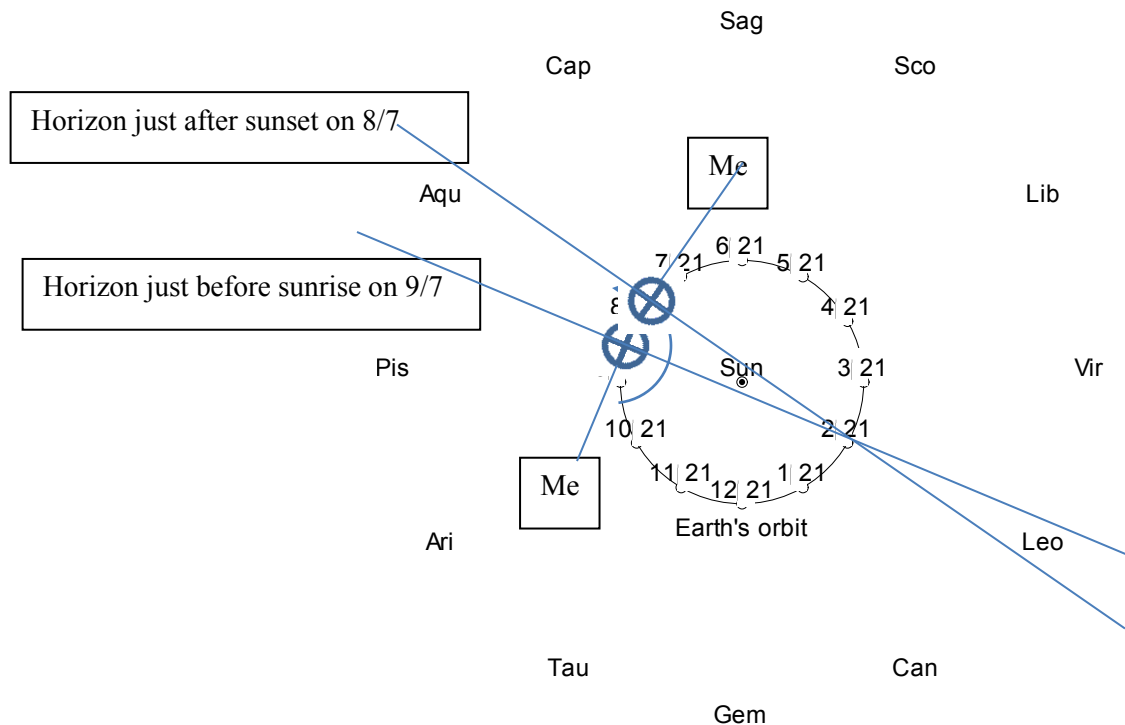 Sag
Cap
Sco
Horizon just after sunset on 8/7
Me
Aqu
Lib
6 21
7 21
5 21
Horizon just before sunrise on 9/7
8
4 21
Pis
Sun
3 21
Vir
10 21
2 21
11 21
12 21
1 21
Me
Earth's orbit
Ari
Leo
Tau
Can
Gem